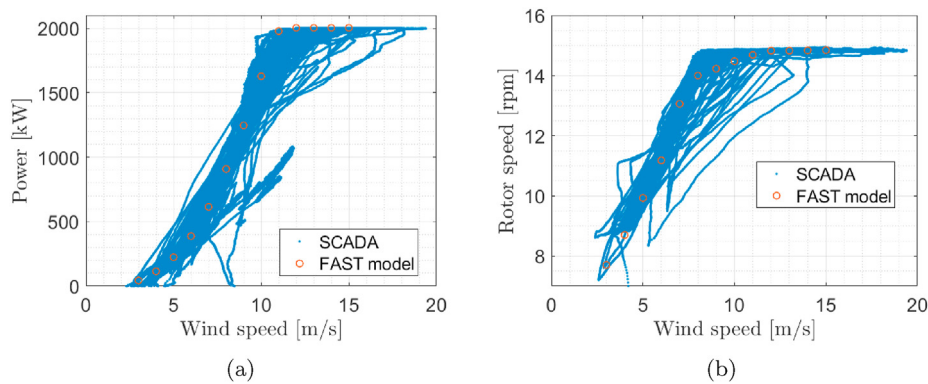 2000
1500
1000
500
0
Power [kW]
0 5 10 15 20
Wind speed [m/s]
SCADA
FAST model
(a)
16
14
12
10
8
Rotor speed [rpm]
0 5 10 15 20
Wind speed [m/s]
SCADA
FAST model
(b)